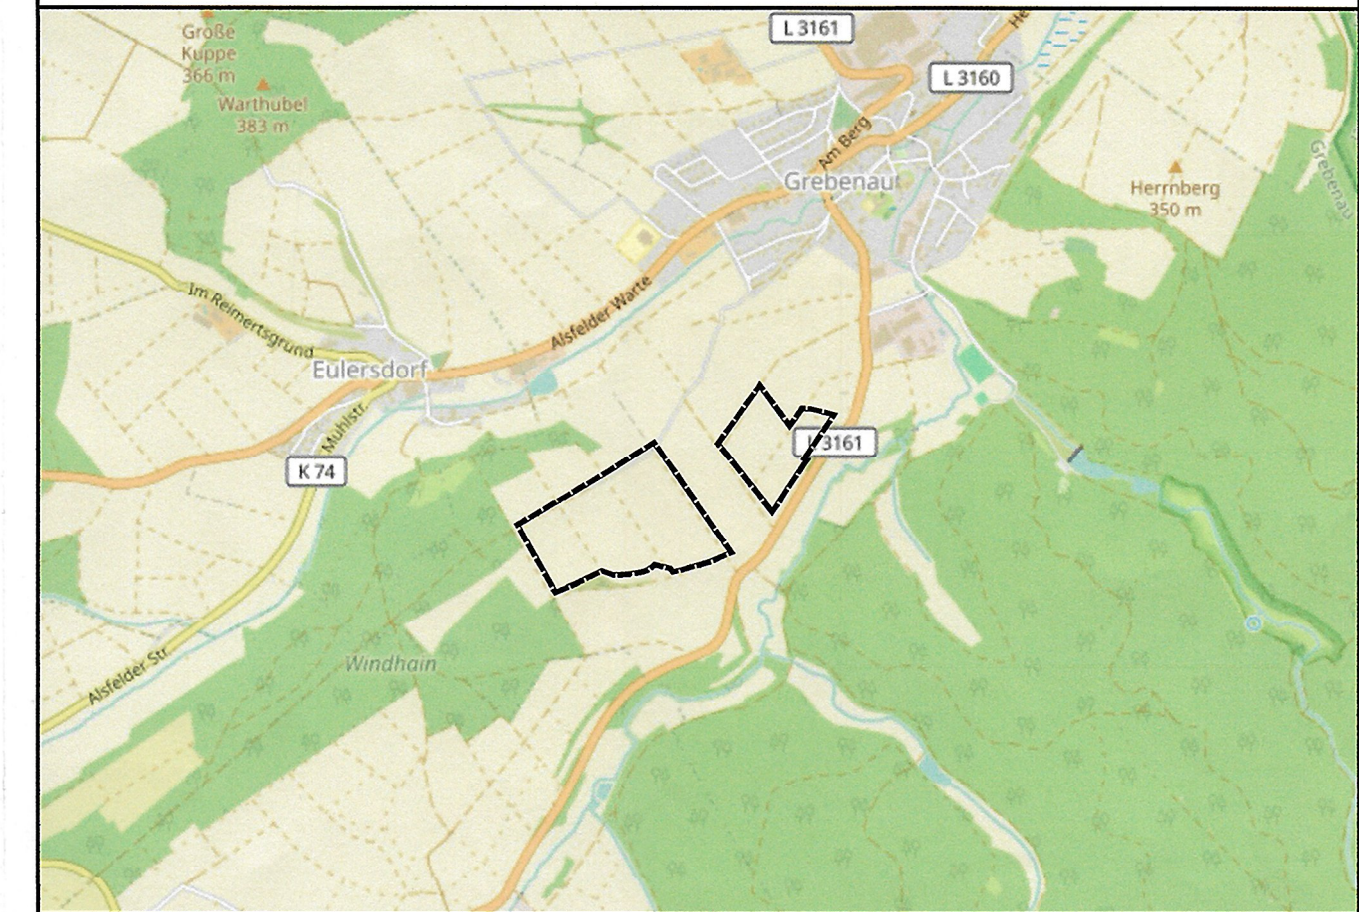 Große
Kuppe
366 m
Warthubel
383 m
L 3161
He
L 3160
Am Berg
Grebenau
Herrnberg
350 m
Grebenau
Im Reimertsgrund
Alsfelder Warte
Eulersdorf
Mühlstr.
K 74
L 3161
Windhain
Alsfelder Str.